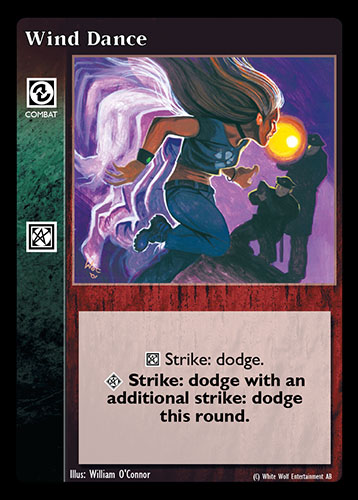 Wind Dance
COMBAT
Strike: dodge.
Strike: dodge with an
additional strike: dodge
this round.
Illus: William O'Connor
(C) White Wolf Entertainment AB